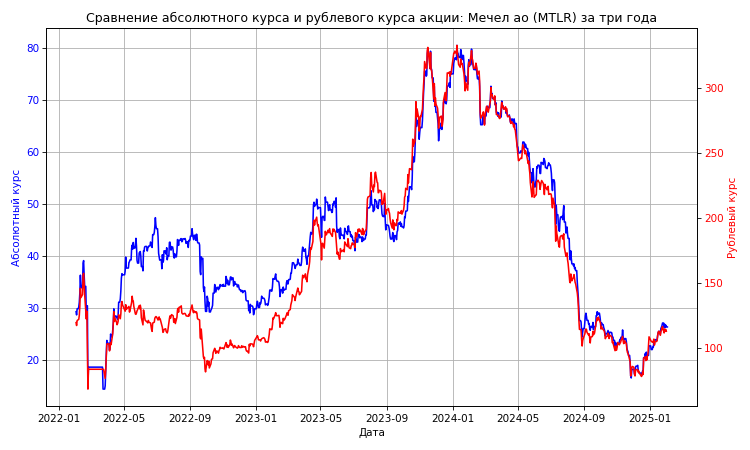 Сравнение абсолютного курса и рублевого курса акции: Мечел ао (MTLR) за три года
Абсолютный курс
80
70
60
50
40
30
20
Рублевый курс
300
250
200
150
100
2022-01 2022-05 2022-09 2023-01 2023-05 2023-09 2024-01 2024-05 2024-09 2025-01
Дата